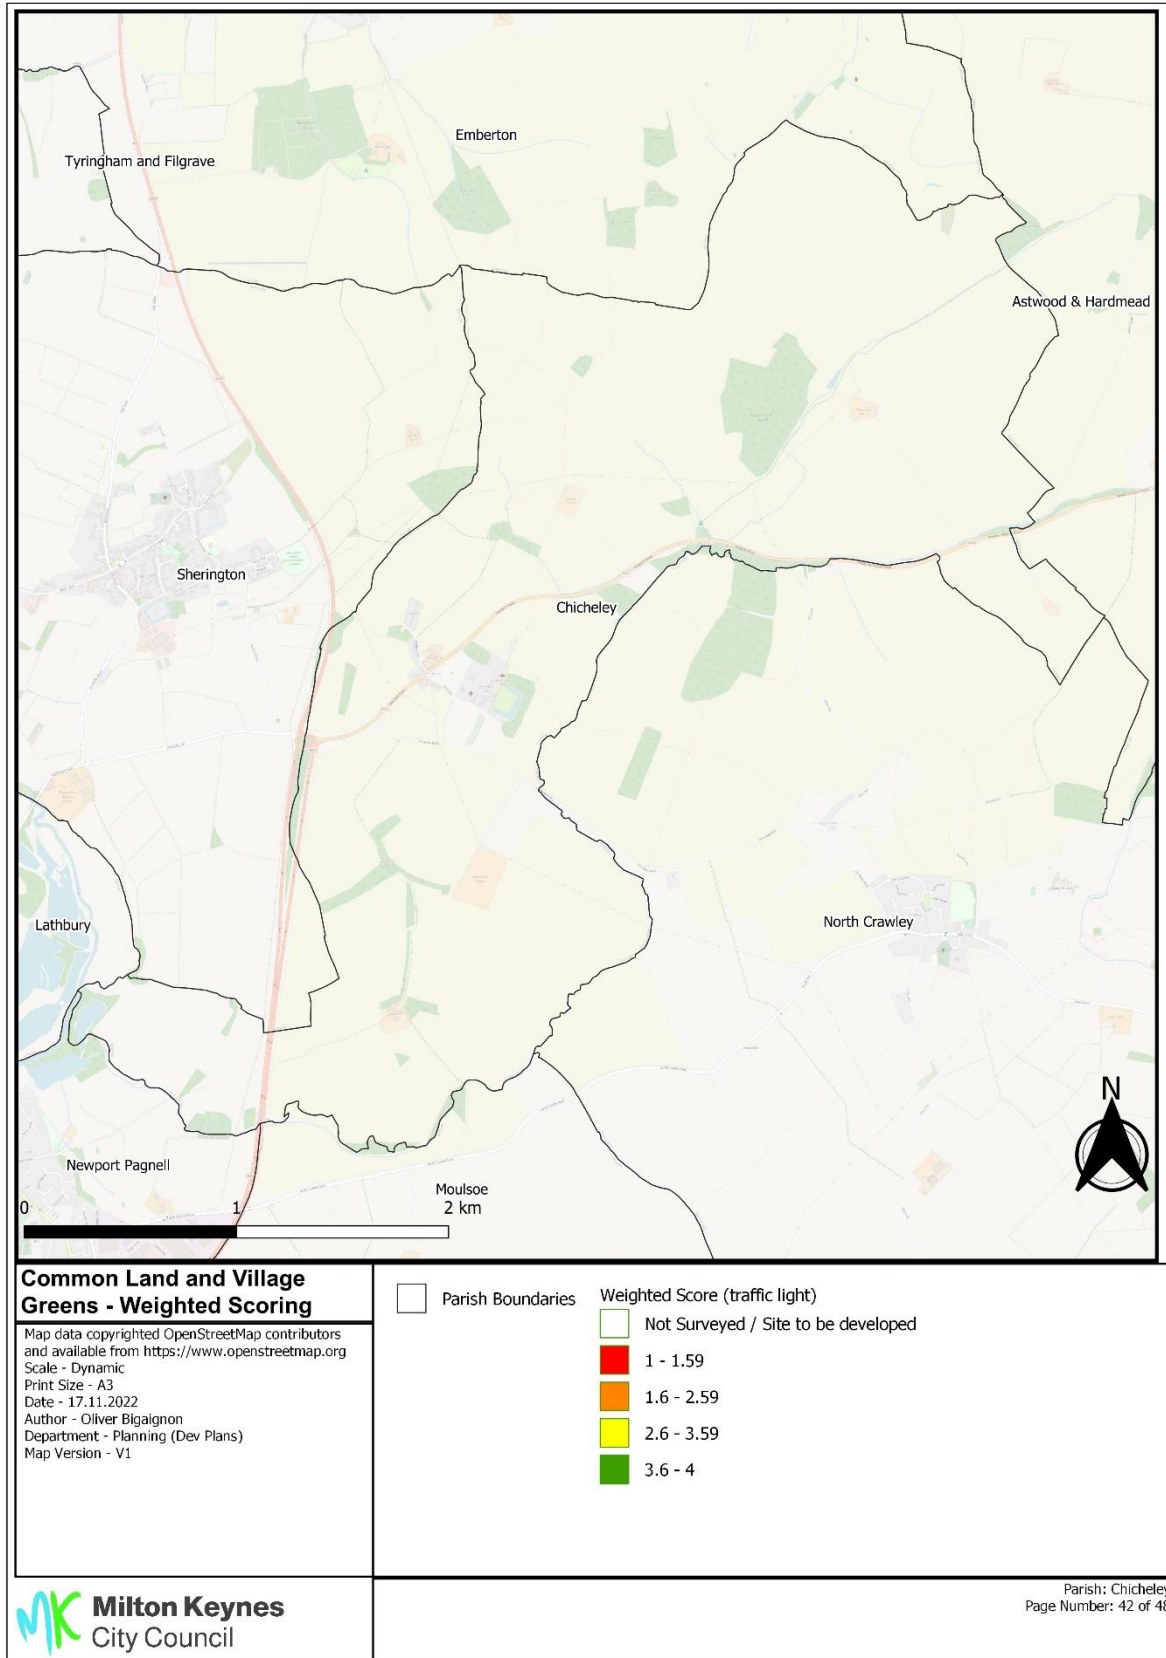 Emberton
Tyringham and Filgrave
Astwood & Hardmead
Sherington
Chicheley
Lathbury
North Crawley
N
Newport Pagnell
Moulsoe
0 1 2 km
Common Land and Village
Greens - Weighted Scoring
Map data copyrighted OpenStreetMap contributors
and available from https://www.openstreetmap.org
Scale - Dynamic
Print Size - A3
Date - 17.11.2022
Author - Oliver Bigaignon
Department - Planning (Dev Plans)
Map Version - V1
Parish Boundaries
Weighted Score (traffic light)
Not Surveyed / Site to be developed
1 - 1.59
1.6 - 2.59
2.6 - 3.59
3.6 - 4
MK Milton Keynes
City Council
Parish: Chicheley
Page Number: 42 of 48